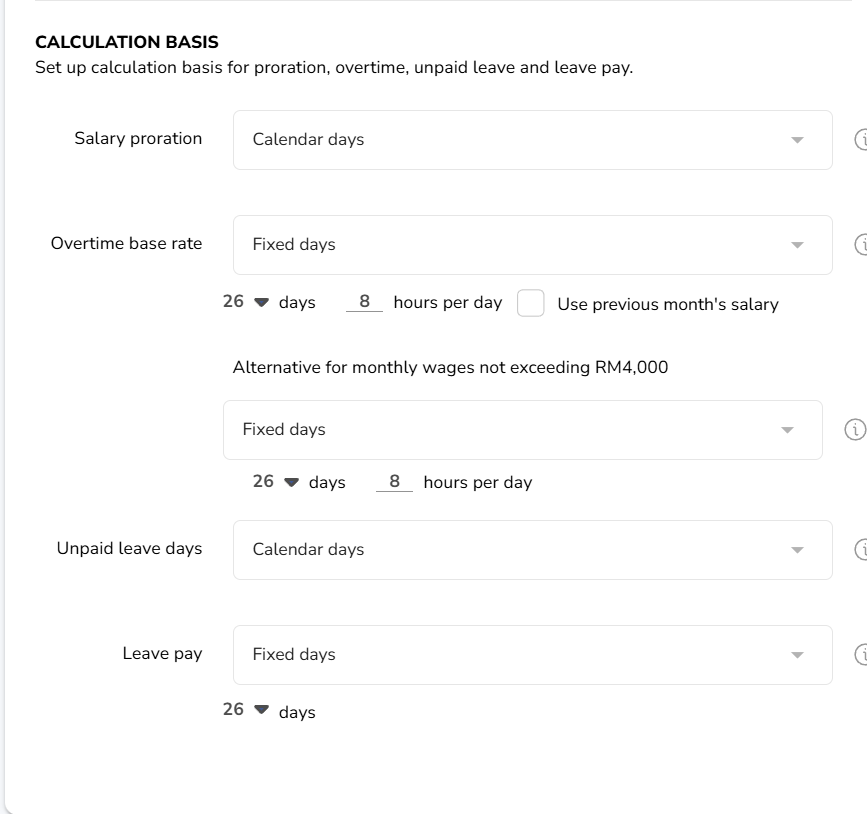 CALCULATION BASIS
Set up calculation basis for proration, overtime, unpaid leave and leave pay.
Salary proration Calendar days
Overtime base rate Fixed days
26 days 8 hours per day Use previous month's salary
Alternative for monthly wages not exceeding RM4,000
Fixed days
26 days 8 hours per day
Unpaid leave days Calendar days
Leave pay Fixed days
26 days